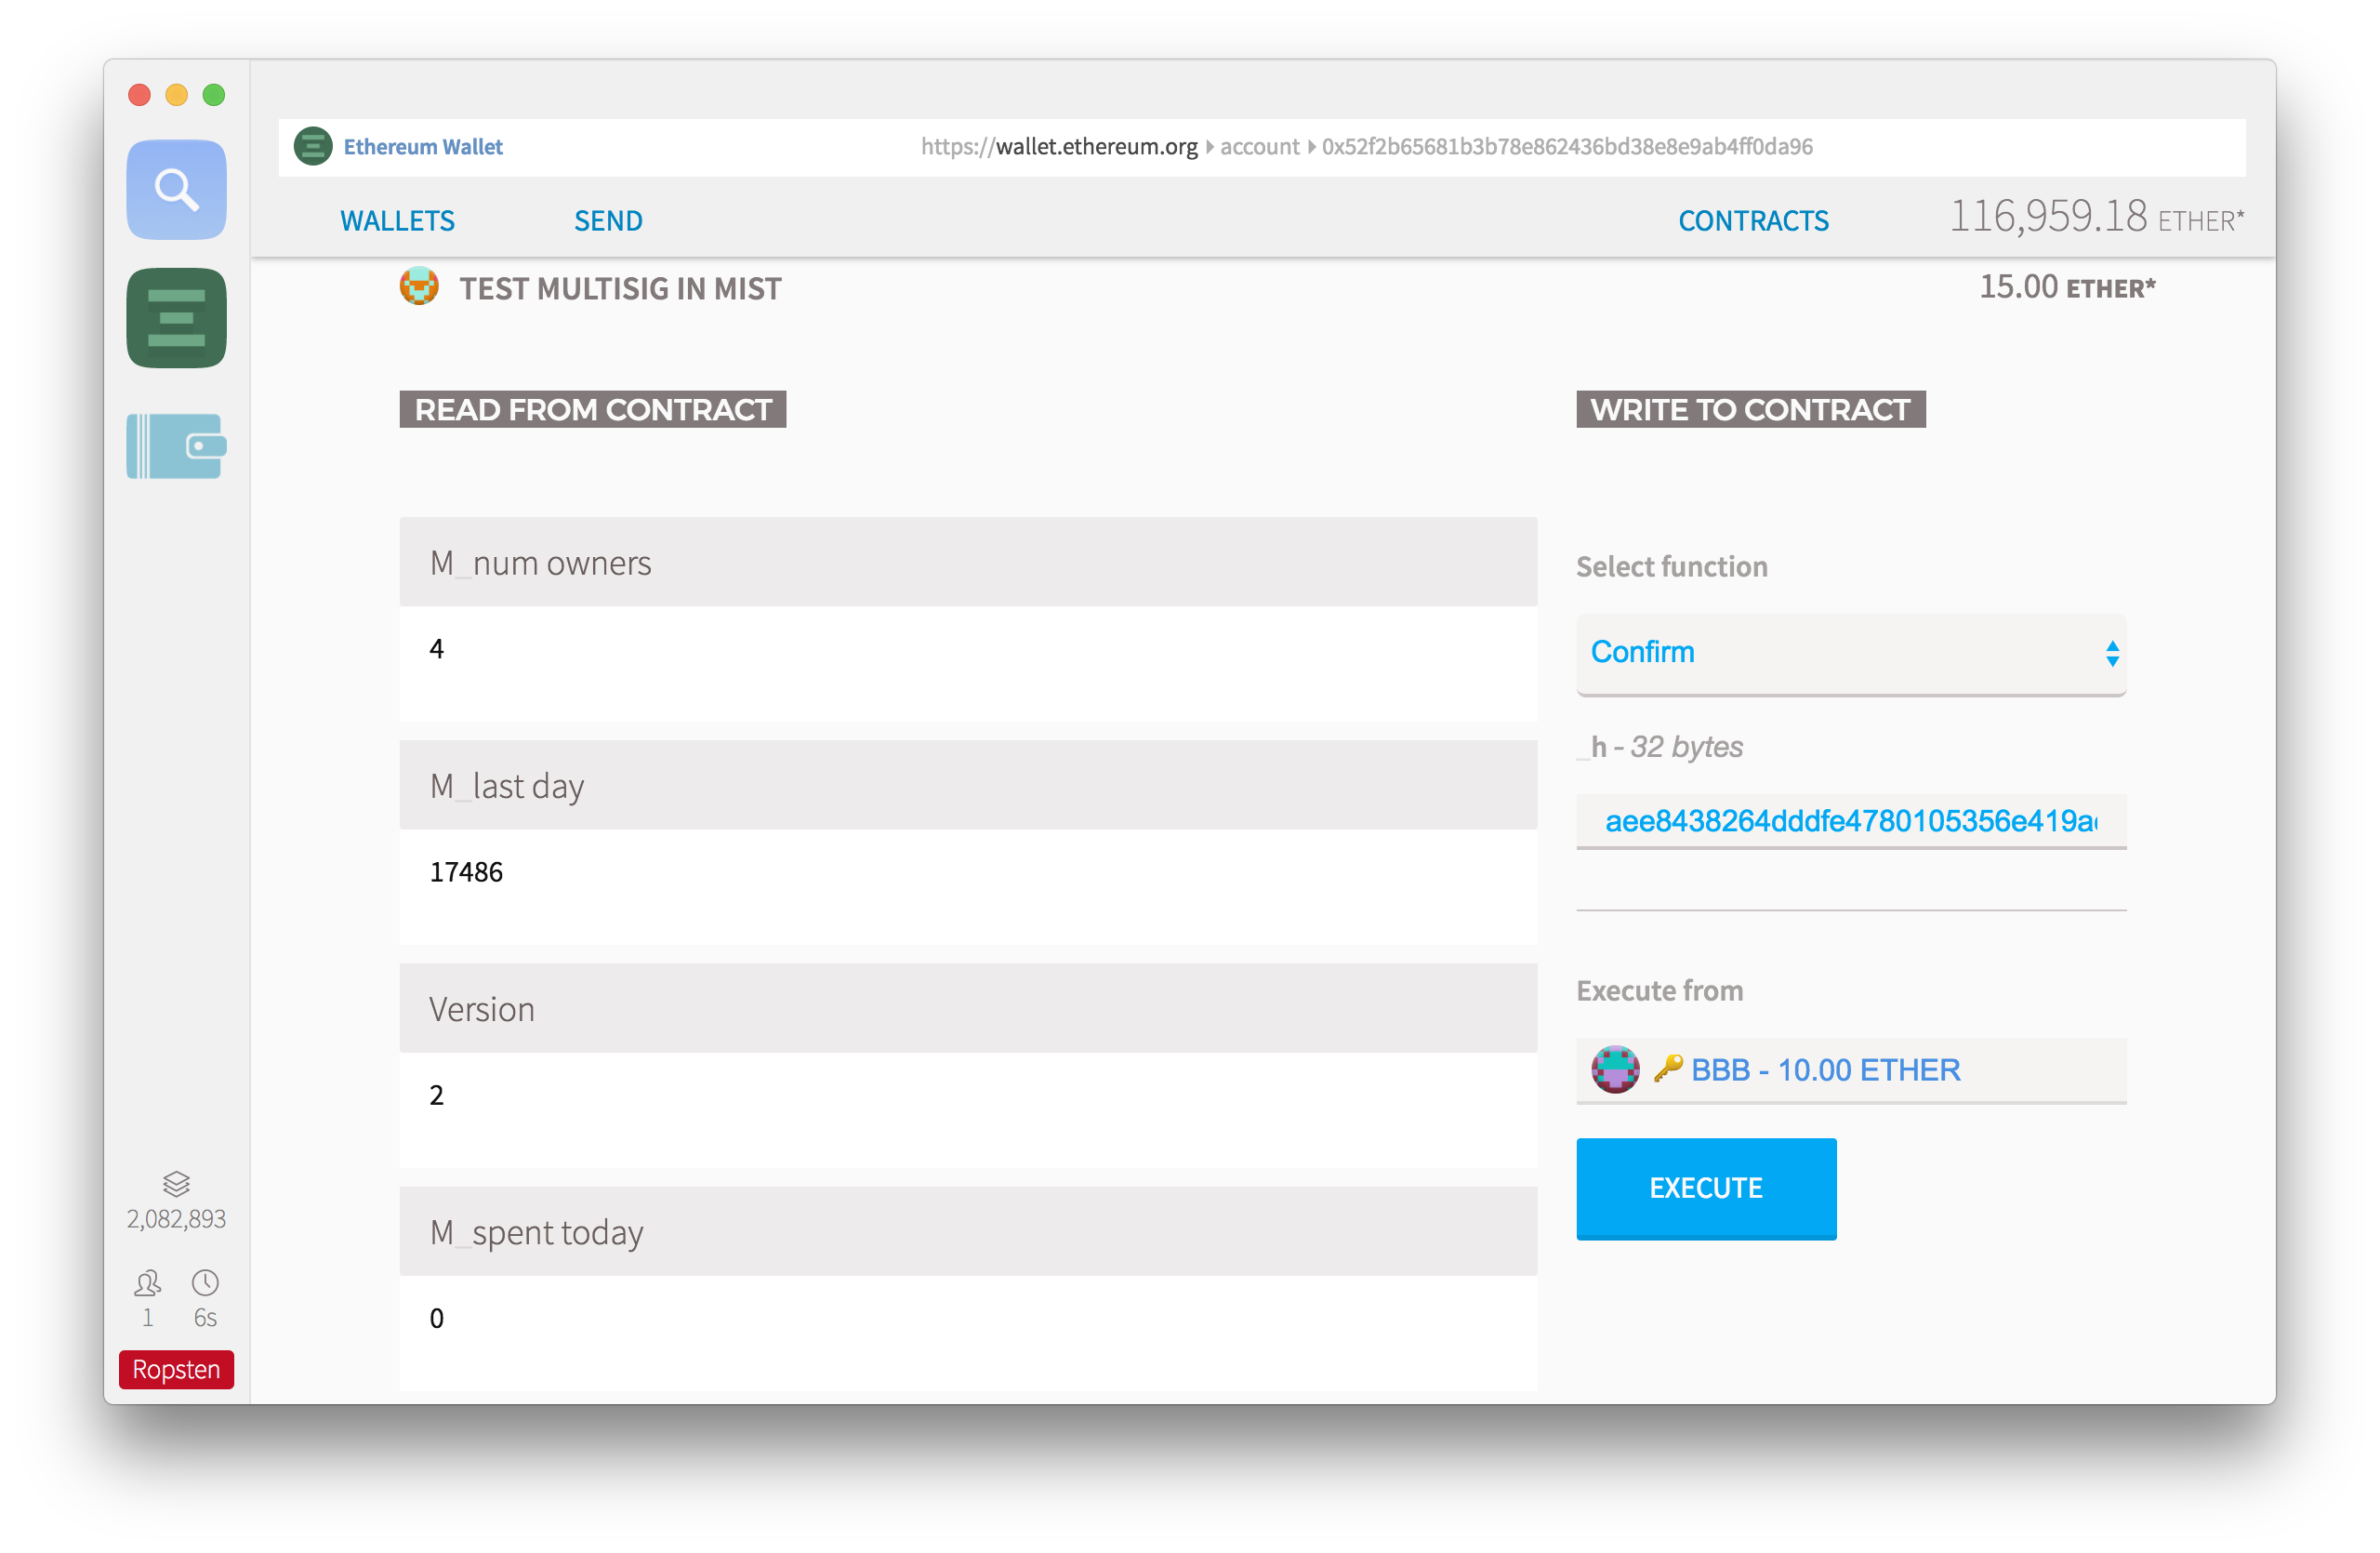 Ethereum Wallet
https://wallet.ethereum.org account 0x52f2b65681b3b78e862436bd38e8e9ab4ff0da96
WALLETS SEND CONTRACTS 116,959.18 ETHER*
TEST MULTISIG IN MIST 15.00 ETHER*
READ FROM CONTRACT
M_num owners
4
M_last day
17486
Version
2
M_spent today
0
WRITE TO CONTRACT
Select function
Confirm
_h - 32 bytes
aee8438264dddfe4780105356e419a
Execute from
BBB - 10.00 ETHER
EXECUTE
2,082,893
1 6s
Ropsten